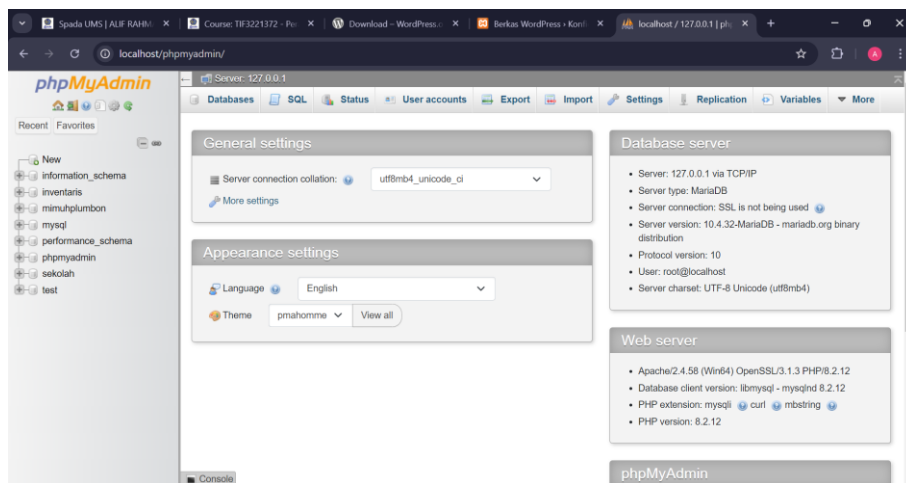 Spada UMS | ALIF RAHM
Course: TIF3221372 - Pe
Download – WordPress.o
Berkas WordPress › Konfi
localhost / 127.0.0.1 | ph
localhost/phpmyadmin/
phpMyAdmin
Recent Favorites
New
information_schema
inventaris
mimuhplumbon
mysql
performance_schema
phpmyadmin
sekolah
test
Server: 127.0.0.1
Databases SQL Status User accounts Export Import Settings Replication Variables More
General settings
Server connection collation: utf8mb4_unicode_ci
More settings
Appearance settings
Language English
Theme pmahomme View all
Console
Database server
• Server: 127.0.0.1 via TCP/IP
• Server type: MariaDB
• Server connection: SSL is not being used
• Server version: 10.4.32-MariaDB - mariadb.org binary
distribution
• Protocol version: 10
• User: root@localhost
• Server charset: UTF-8 Unicode (utf8mb4)
Web server
• Apache/2.4.58 (Win64) OpenSSL/3.1.3 PHP/8.2.12
• Database client version: libmysql - mysqlnd 8.2.12
• PHP extension: mysqli curl mbstring
• PHP version: 8.2.12
phpMyAdmin